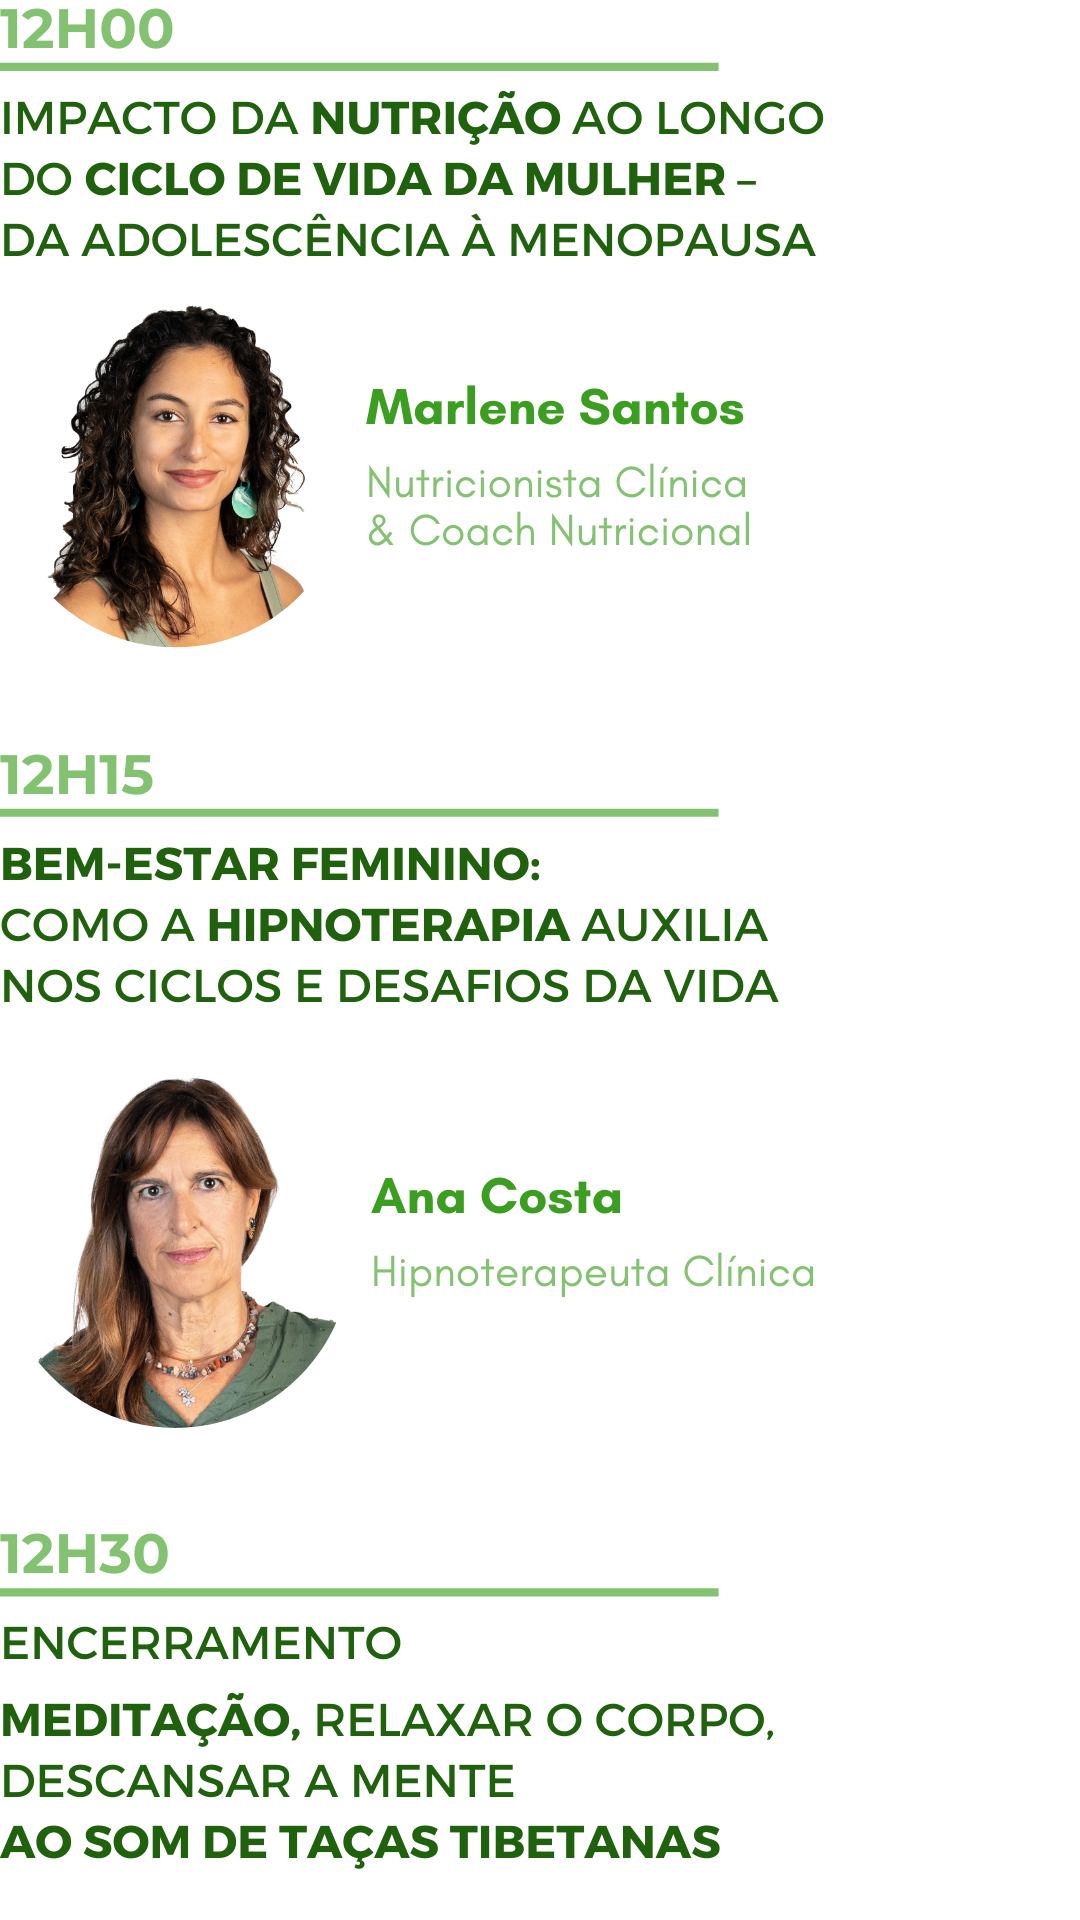 12H00
IMPACTO DA NUTRIÇÃO AO LONGO
DO CICLO DE VIDA DA MULHER –
DA ADOLESCÊNCIA À MENOPAUSA
Marlene Santos
Nutricionista Clínica
& Coach Nutricional
12H15
BEM-ESTAR FEMININO:
COMO A HIPNOTERAPIA AUXILIA
NOS CICLOS E DESAFIOS DA VIDA
Ana Costa
Hipnoterapeuta Clínica
12H30
ENCERRAMENTO
MEDITAÇÃO, RELAXAR O CORPO,
DESCANSAR A MENTE
AO SOM DE TAÇAS TIBETANAS